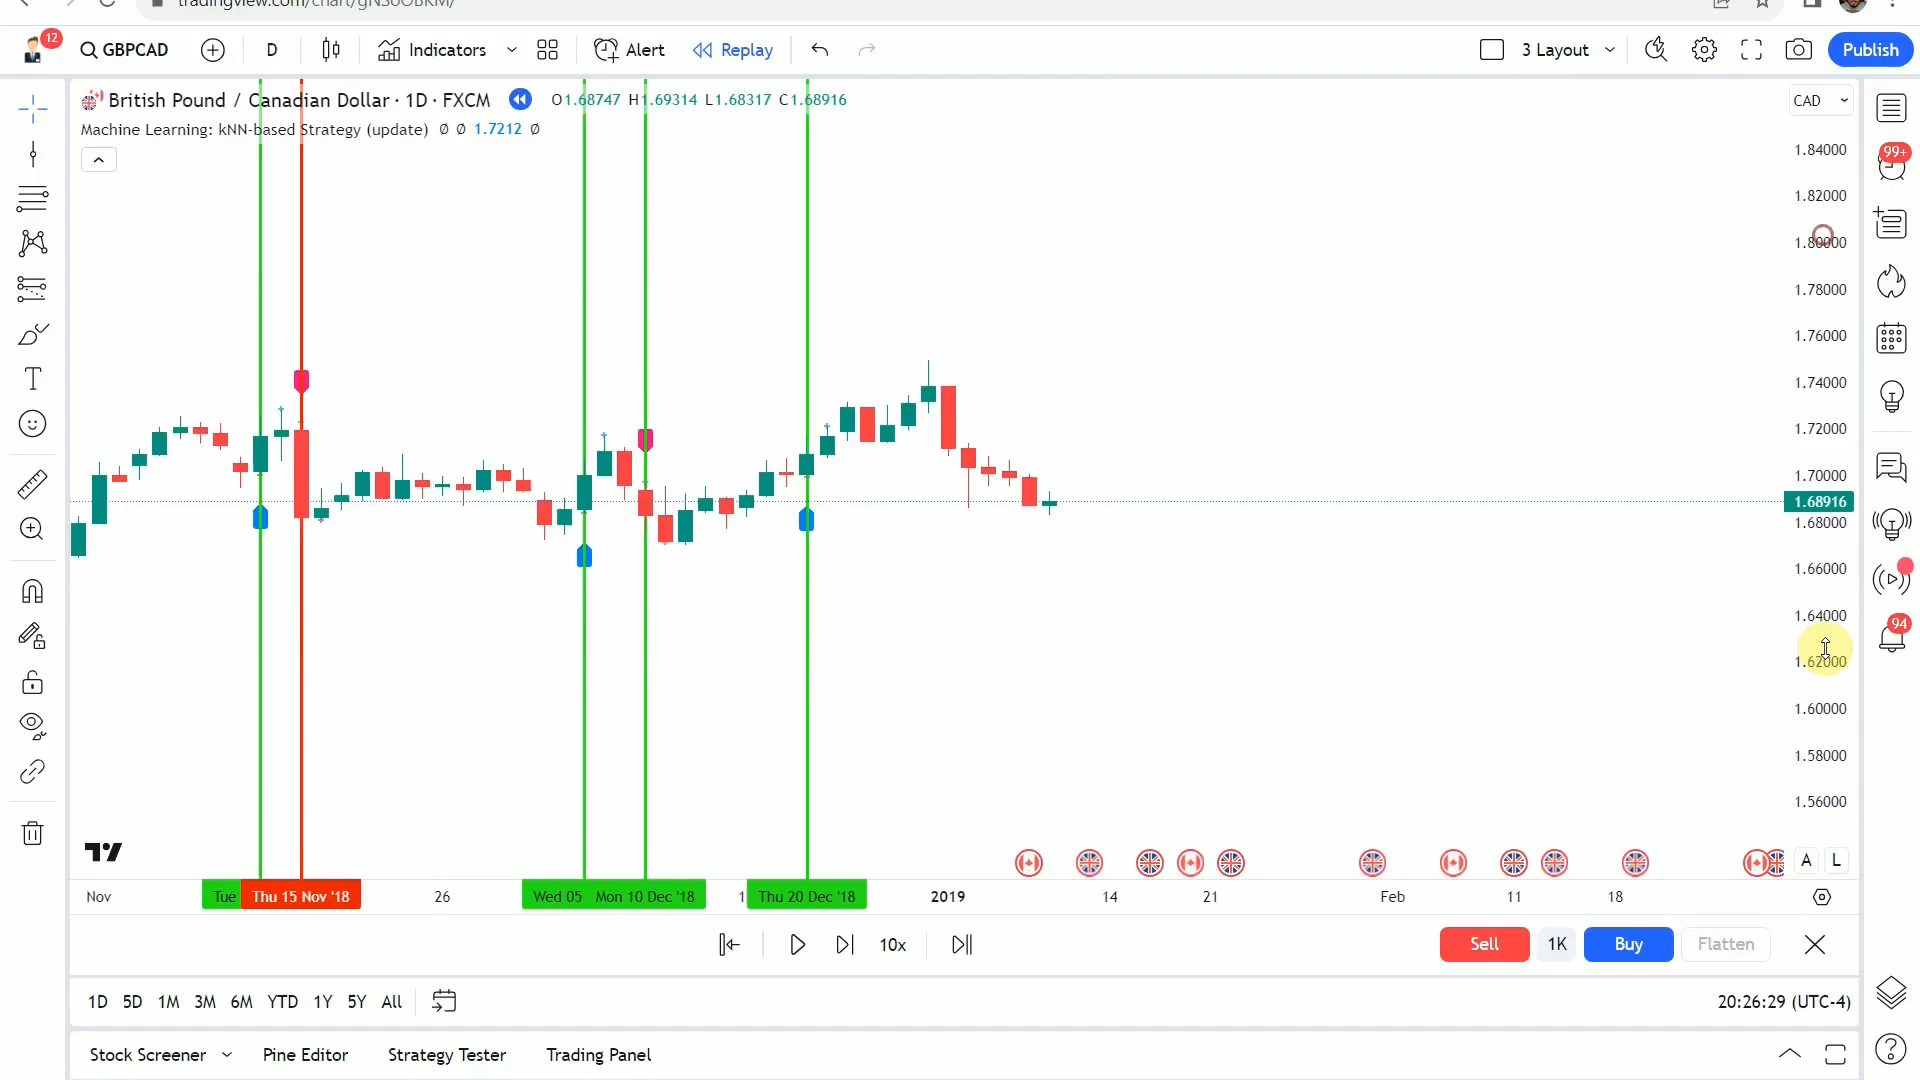 tradingview.com/chart/gNS0OBKM/
12 GBPCAD D Indicators Alert Replay 3 Layout Publish
British Pound / Canadian Dollar · 1D · FXCM O1.68747 H1.69314 L1.68317 C1.68916 CAD
Machine Learning: kNN-based Strategy (update) Ø Ø 1.7212 Ø
1.84000
99+
1.82000
1.80000
1.78000
1.76000
1.74000
1.72000
1.70000
1.68916
1.68000
1.66000
1.64000
94
1.62000
1.60000
1.58000
1.56000
A L
Nov Tue Thu 15 Nov '18 26 Wed 05 Mon 10 Dec '18 1 Thu 20 Dec '18 2019 14 21 Feb 11 18
10x Sell 1K Buy Flatten
1D 5D 1M 3M 6M YTD 1Y 5Y All 20:26:29 (UTC-4)
Stock Screener Pine Editor Strategy Tester Trading Panel